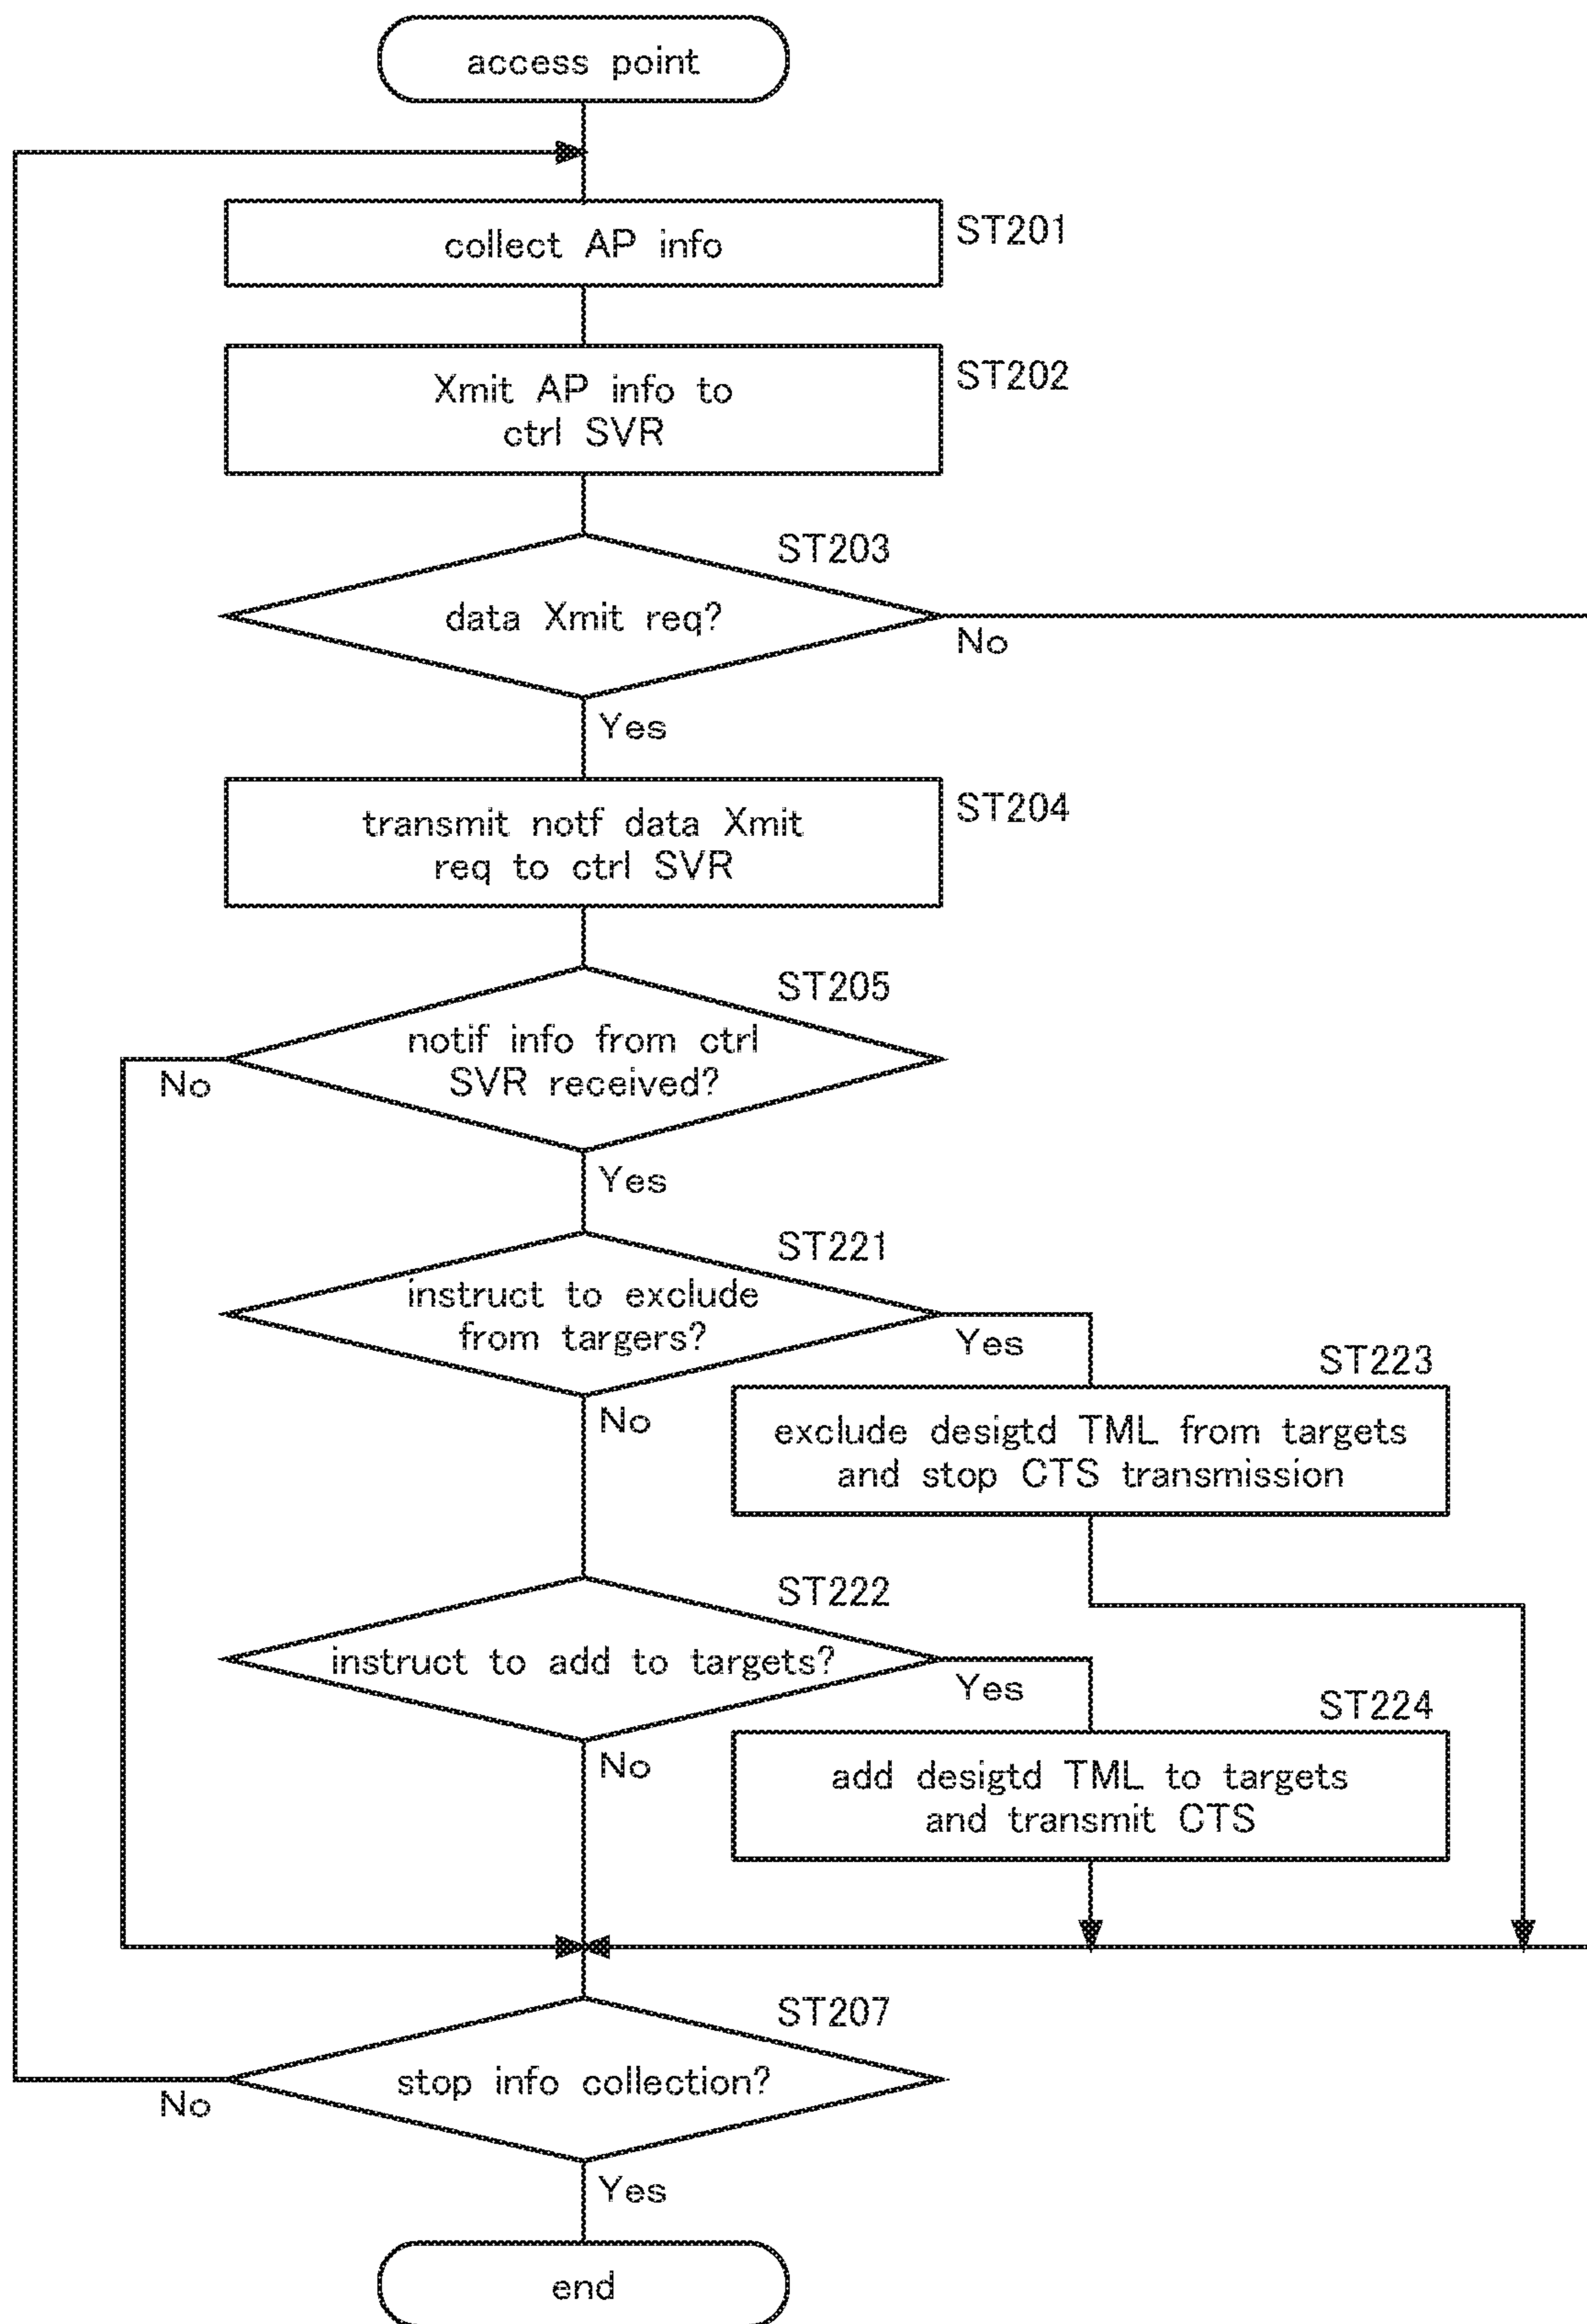 access point
collect AP info
ST201
Xmit AP info to
ctrl SVR
ST202
ST203
data Xmit req?
No
Yes
transmit notf data Xmit
req to ctrl SVR
ST204
ST205
notif info from ctrl
SVR received?
No
Yes
ST221
instruct to exclude
from targers?
Yes
No
ST223
exclude desigtd TML from targets
and stop CTS transmission
ST222
instruct to add to targets?
Yes
No
ST224
add desigtd TML to targets
and transmit CTS
ST207
stop info collection?
No
Yes
end